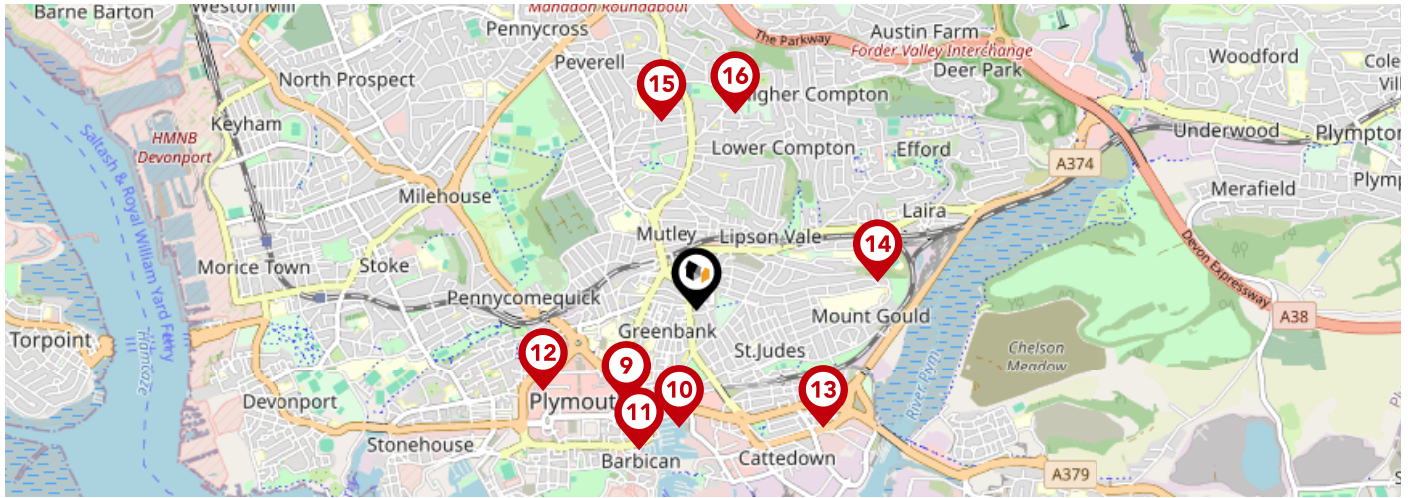 Barne Barton
Weston Mill
Manadon Roundabout
Pennycross
Austin Farm
The Parkway
Forder Valley Interchange
Woodford
Peverell
Deer Park
North Prospect
15
16
Higher Compton
Keyham
HMNB
Devonport
Underwood
Plympton
Lower Compton
Efford
A374
Milehouse
Merafield
Saltash & Royal William Yard Ferry
Laira
Mutley
Lipson Vale
14
Morice Town
Stoke
Devon Expressway
Pennycomequick
Mount Gould
A38
Torpoint
Hamoaze
Greenbank
12
St.Judes
Chelson
Meadow
9
10
13
River Plym
Devonport
11
Stonehouse
Barbican
Cattedown
A379